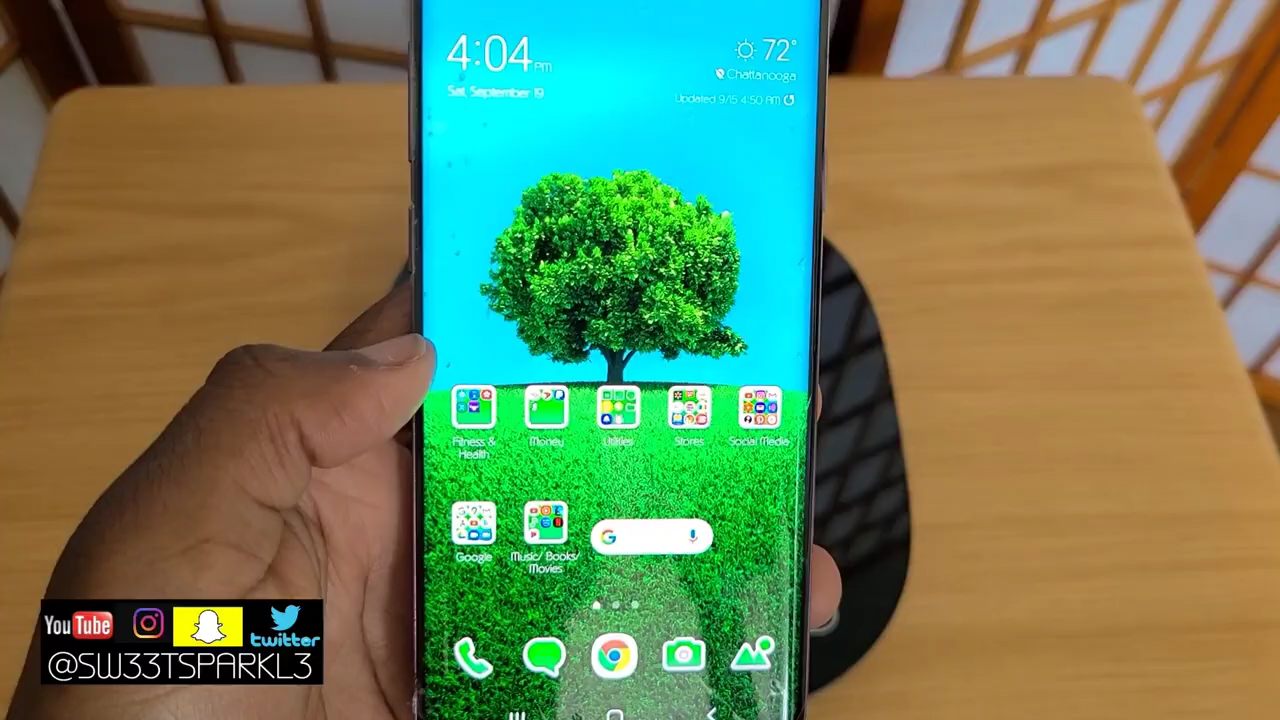 4:04 PM
72°
Chattanooga
Sat, September 19
Updated 9/15 4:50 AM
Fitness &
Health
Money
Utilities
Stores
Social Media
Google
Music/ Books/
Movies
YouTube
twitter
@SW33TSPARKL3